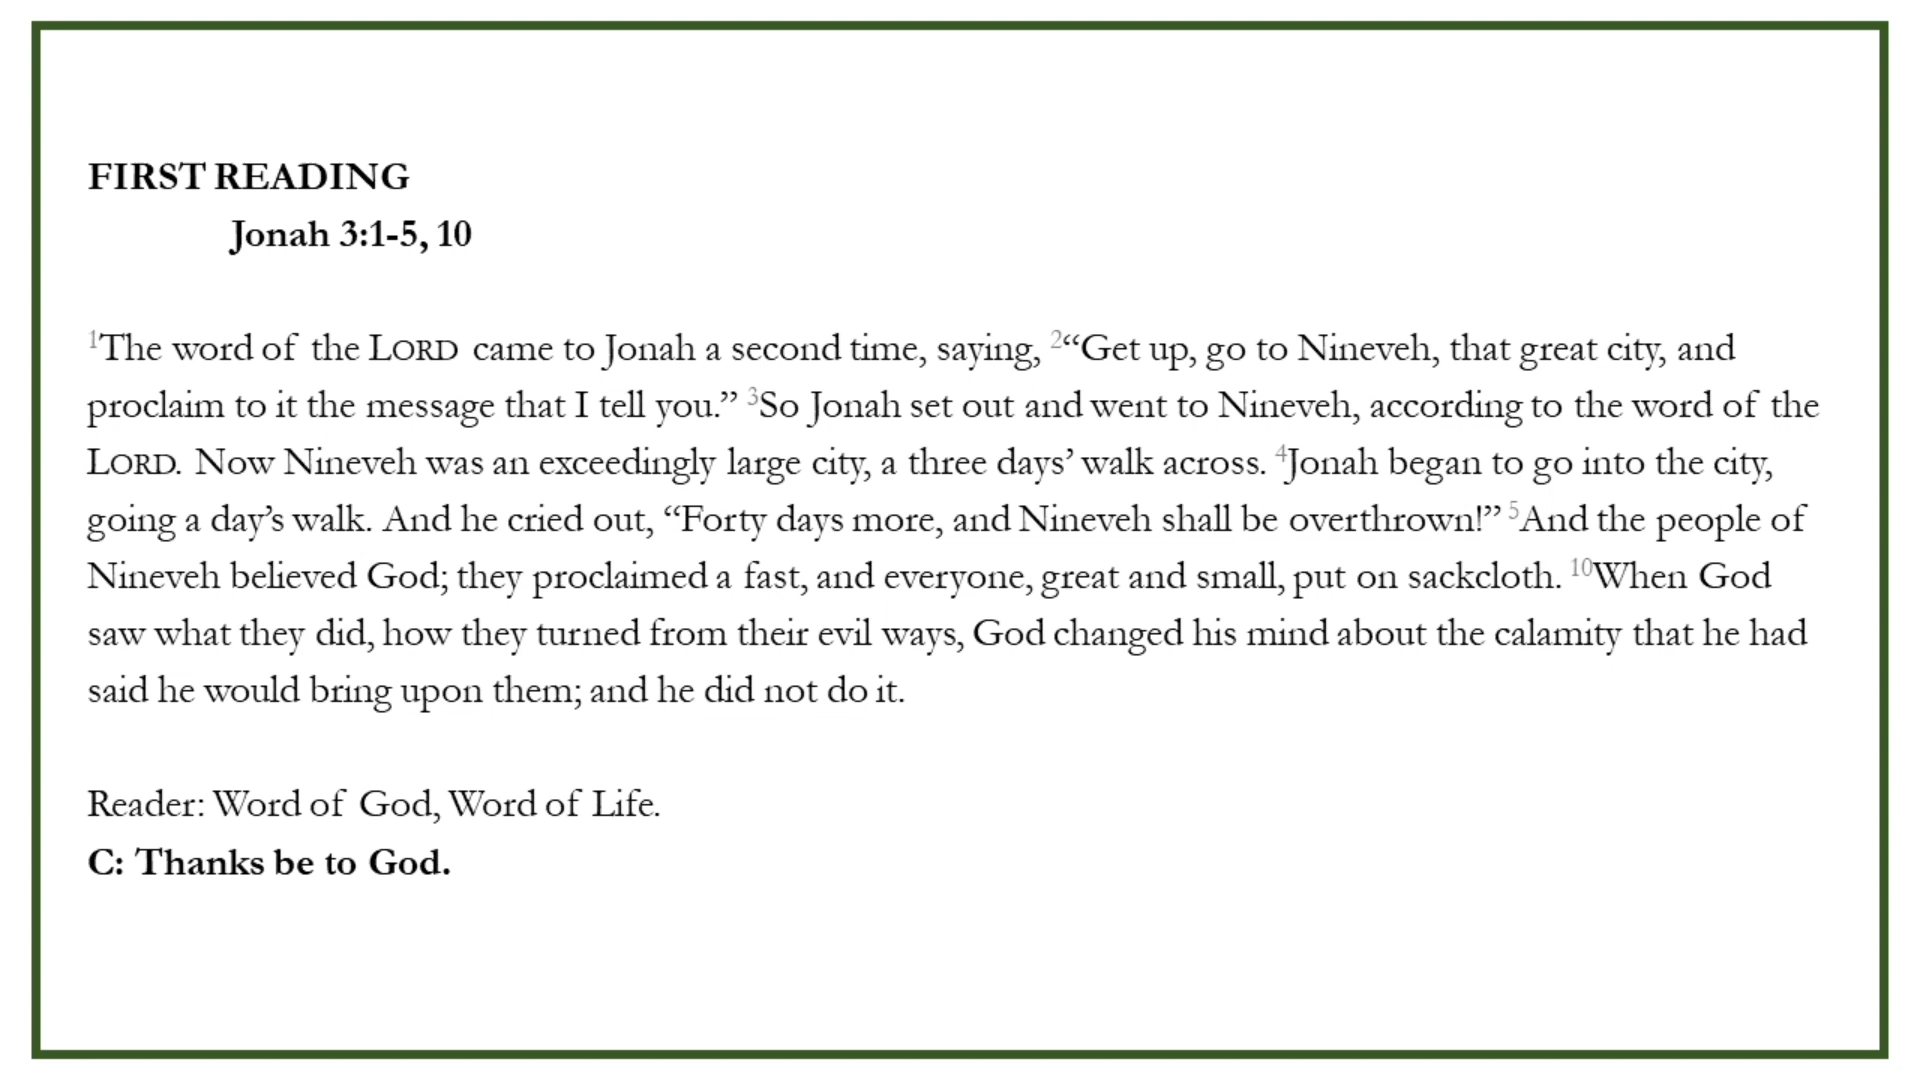 FIRST READING
Jonah 3:1-5, 10
¹The word of the LORD came to Jonah a second time, saying, ²“Get up, go to Nineveh, that great city, and
proclaim to it the message that I tell you.” ³So Jonah set out and went to Nineveh, according to the word of the
LORD. Now Nineveh was an exceedingly large city, a three days’ walk across. ⁴Jonah began to go into the city,
going a day’s walk. And he cried out, “Forty days more, and Nineveh shall be overthrown!” ⁵And the people of
Nineveh believed God; they proclaimed a fast, and everyone, great and small, put on sackcloth. ¹⁰When God
saw what they did, how they turned from their evil ways, God changed his mind about the calamity that he had
said he would bring upon them; and he did not do it.
Reader: Word of God, Word of Life.
C: Thanks be to God.